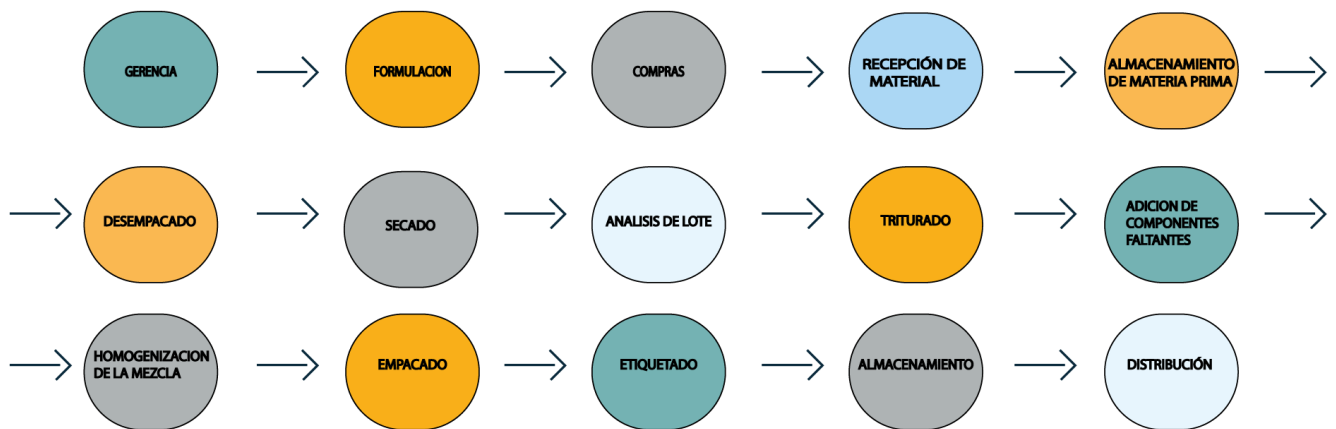 GERENCIA
FORMULACION
COMPRAS
RECEPCIÓN DE
MATERIAL
ALMACENAMIENTO
DE MATERIA PRIMA
DESEMPACADO
SECADO
ANALISIS DE LOTE
TRITURADO
ADICION DE
COMPONENTES
FALTANTES
HOMOGENIZACION
DE LA MEZCLA
EMPACADO
ETIQUETADO
ALMACENAMIENTO
DISTRIBUCIÓN